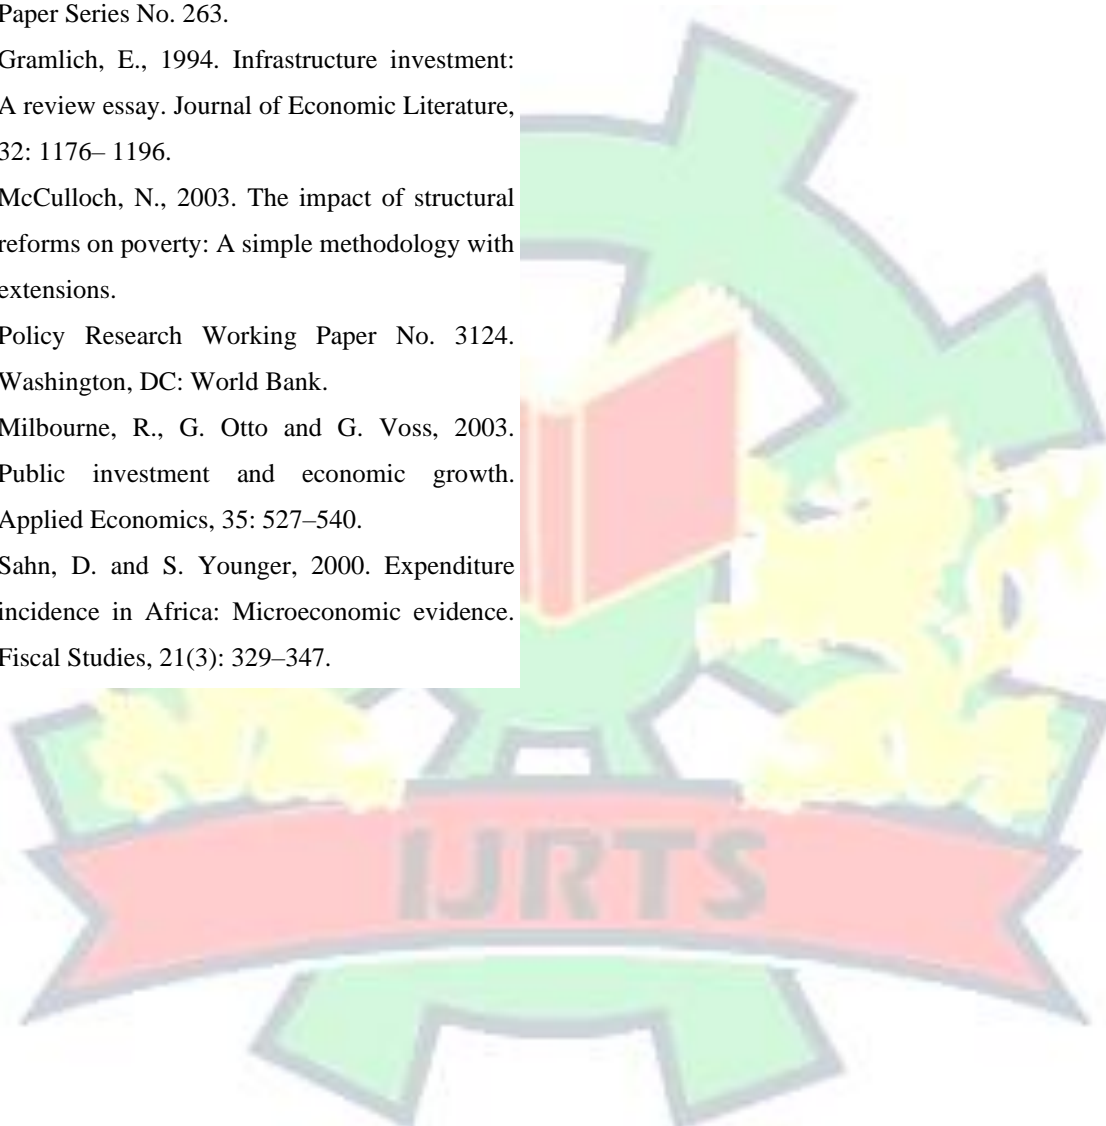 Paper Series No. 263.
Gramlich, E., 1994. Infrastructure investment:
A review essay. Journal of Economic Literature,
32: 1176– 1196.
McCulloch, N., 2003. The impact of structural
reforms on poverty: A simple methodology with
extensions.
Policy Research Working Paper No. 3124.
Washington, DC: World Bank.
Milbourne, R., G. Otto and G. Voss, 2003.
Public investment and economic growth.
Applied Economics, 35: 527–540.
Sahn, D. and S. Younger, 2000. Expenditure
incidence in Africa: Microeconomic evidence.
Fiscal Studies, 21(3): 329–347.
IJRTS